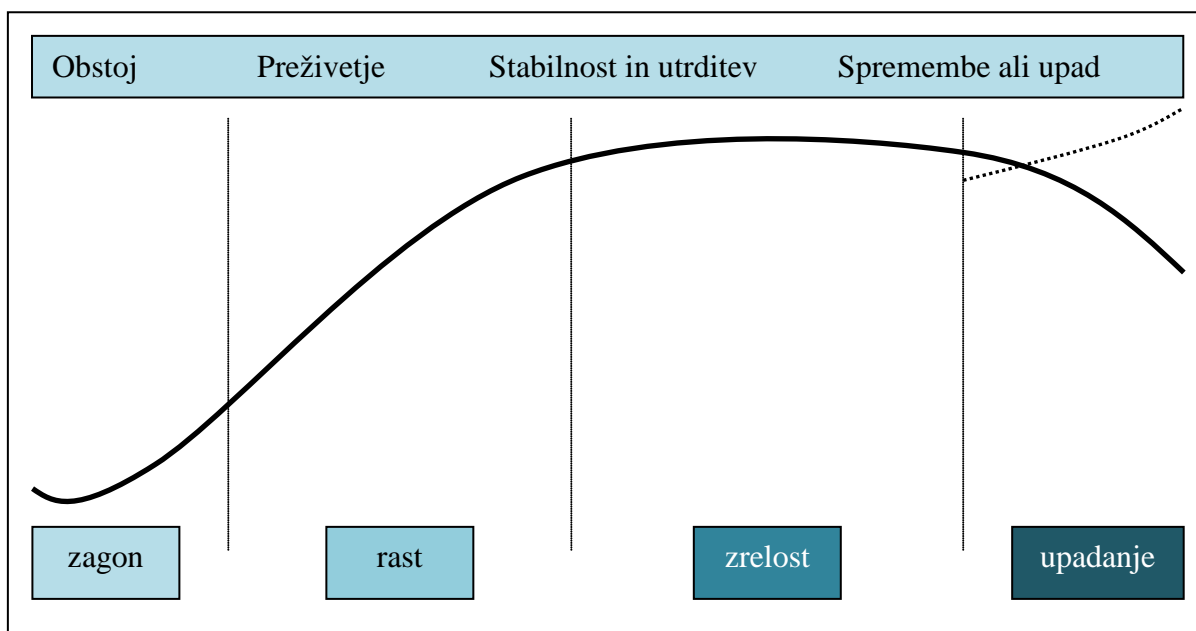 Obstoj Preživetje Stabilnost in utrditev Spremembe ali upad
zagon rast zrelost upadanje